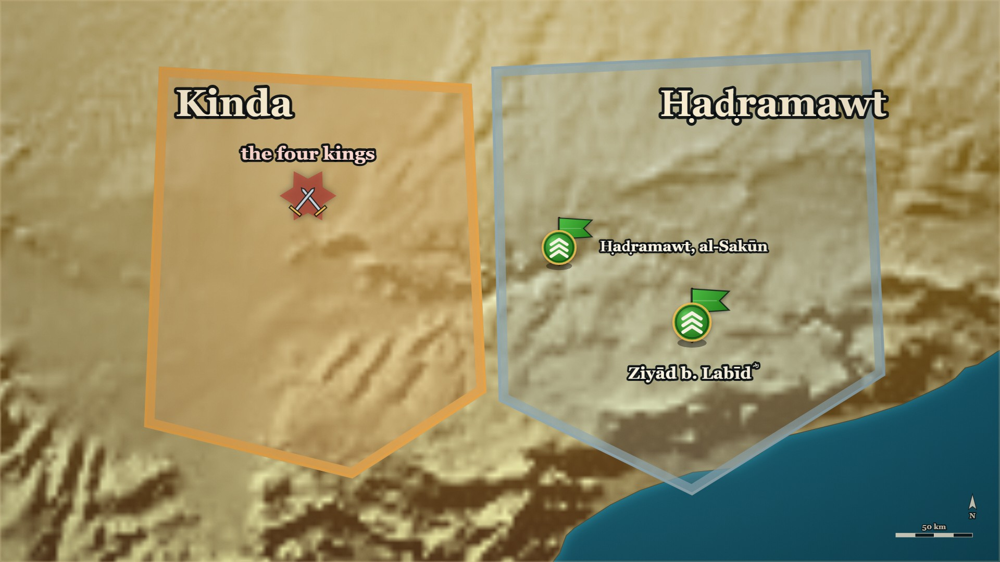 Kinda
Ḥaḍramawt
the four kings
Ḥaḍramawt, al-Sakūn
Ziyād b. Labīd
50 km
N